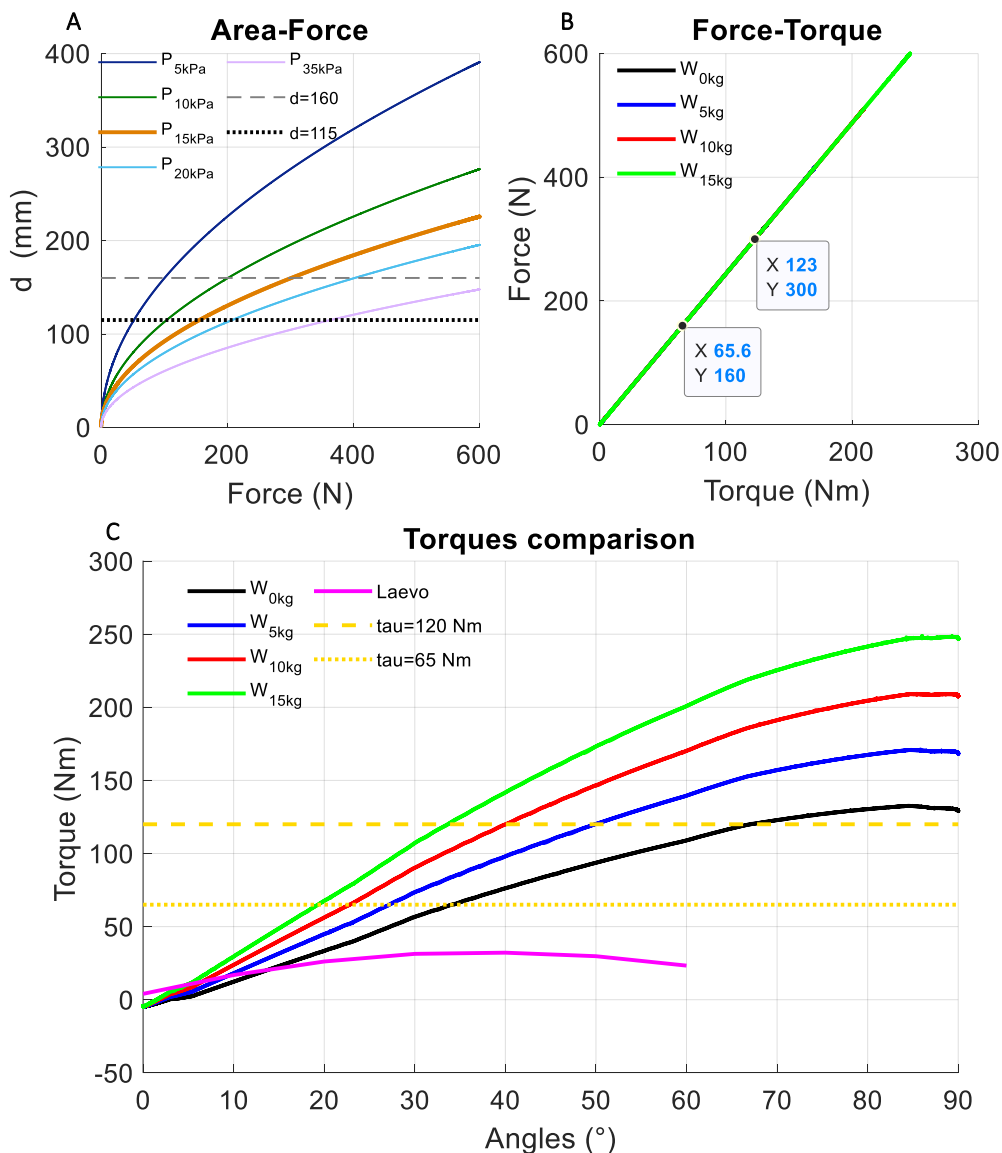 A
Area-Force
400
300
200
100
0
d (mm)
P5kPa
P10kPa
P15kPa
P20kPa
P35kPa
d=160
d=115
0 200 400 600
Force (N)
B
Force-Torque
600
400
200
0
Force (N)
W0kg
W5kg
W10kg
W15kg
X 123
Y 300
X 65.6
Y 160
0 100 200 300
Torque (Nm)
C
Torques comparison
300
250
200
150
100
50
0
-50
Torque (Nm)
W0kg
W5kg
W10kg
W15kg
Laevo
tau=120 Nm
tau=65 Nm
0 10 20 30 40 50 60 70 80 90
Angles (°)